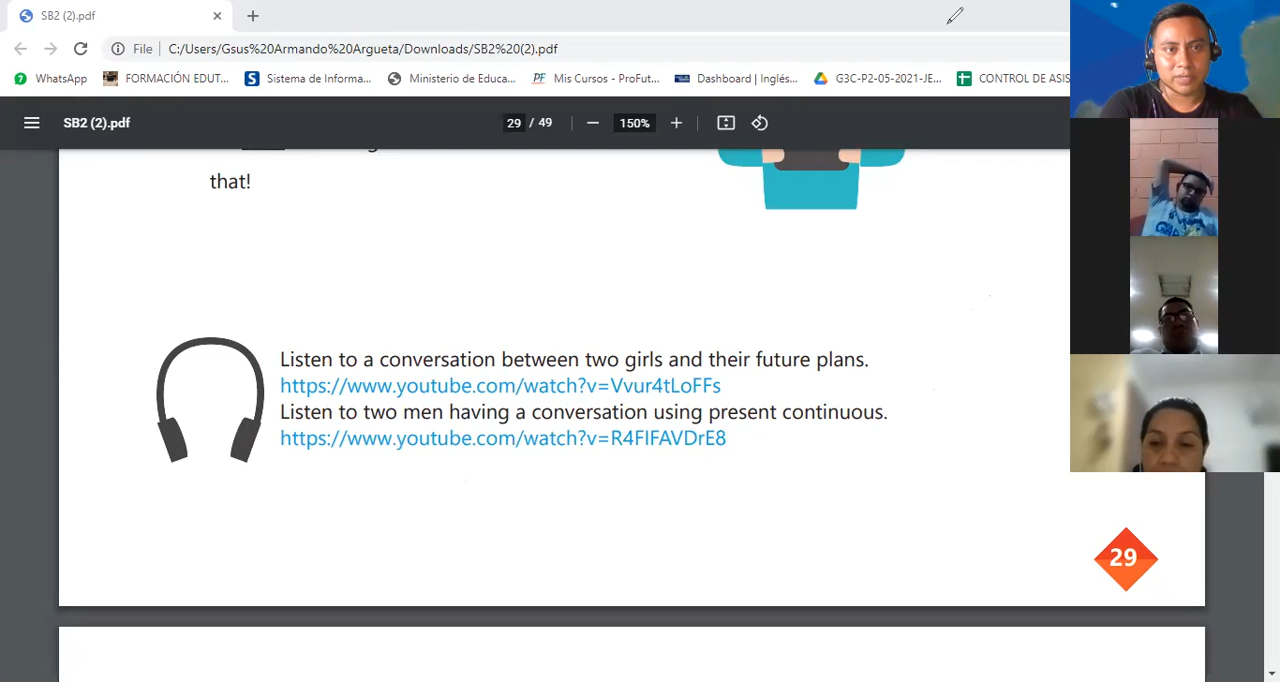 SB2 (2).pdf
File
C:/Users/Gsus%20Armando%20Argueta/Downloads/SB2%20(2).pdf
WhatsApp FORMACIÓN EDUT... Sistema de Informa... Ministerio de Educa... Mis Cursos - ProFut... Dashboard | Inglés... G3C-P2-05-2021-JE... CONTROL DE ASIS
SB2 (2).pdf 29 / 49 150%
that!
Listen to a conversation between two girls and their future plans.
https://www.youtube.com/watch?v=Vvur4tLoFFs
Listen to two men having a conversation using present continuous.
https://www.youtube.com/watch?v=R4FIFAVDrE8
29